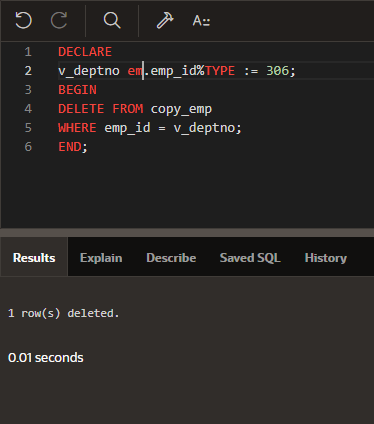 A::
1 DECLARE
2 v_deptno em.emp_id%TYPE := 306;
3 BEGIN
4 DELETE FROM copy_emp
5 WHERE emp_id = v_deptno;
6 END;
Results Explain Describe Saved SQL History
1 row(s) deleted.
0.01 seconds